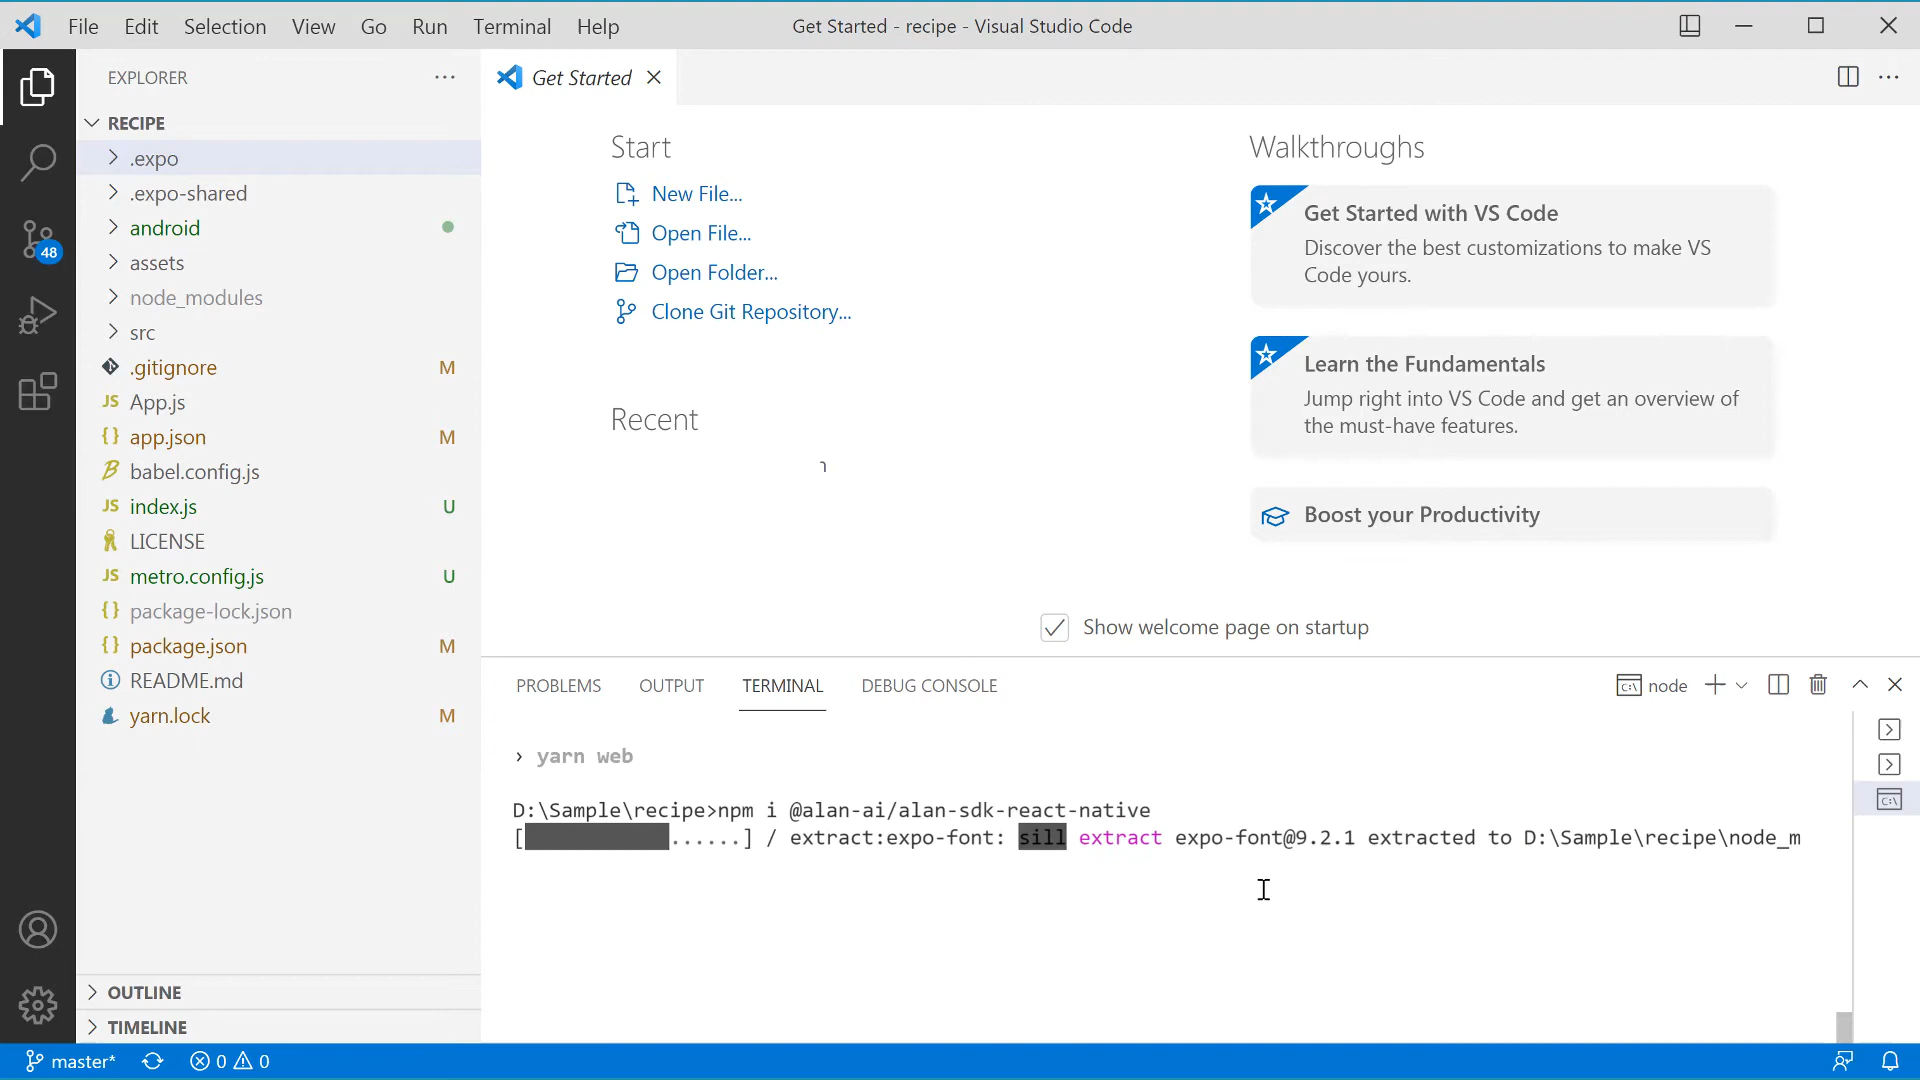 File Edit Selection View Go Run Terminal Help
Get Started - recipe - Visual Studio Code
EXPLORER
Get Started
RECIPE
.expo
.expo-shared
android
assets
node_modules
src
.gitignore M
App.js
app.json M
babel.config.js
index.js U
LICENSE
metro.config.js U
package-lock.json
package.json M
README.md
yarn.lock M
OUTLINE
TIMELINE
48
JS
{}
JS
JS
{}
{}
Start
New File...
Open File...
Open Folder...
Clone Git Repository...
Recent
Walkthroughs
Get Started with VS Code
Discover the best customizations to make VS
Code yours.
Learn the Fundamentals
Jump right into VS Code and get an overview of
the must-have features.
Boost your Productivity
Show welcome page on startup
PROBLEMS OUTPUT TERMINAL DEBUG CONSOLE
node
› yarn web
D:\Sample\recipe>npm i @alan-ai/alan-sdk-react-native
[ ......] / extract:expo-font: sill extract expo-font@9.2.1 extracted to D:\Sample\recipe\node_m
master* 0 0